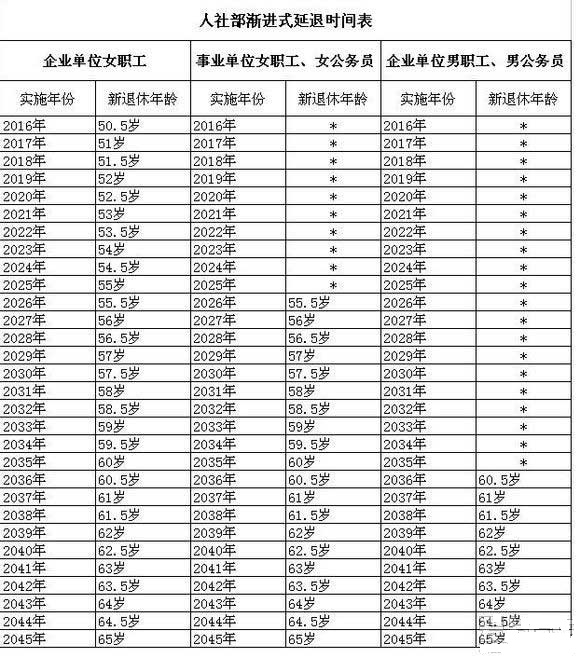 人社部渐进式延退时间表
企业单位女职工 事业单位女职工、女公务员 企业单位男职工、男公务员
实施年份 新退休年龄 实施年份 新退休年龄 实施年份 新退休年龄
2016年 50.5岁 2016年 * 2016年 *
2017年 51岁 2017年 * 2017年 *
2018年 51.5岁 2018年 * 2018年 *
2019年 52岁 2019年 * 2019年 *
2020年 52.5岁 2020年 * 2020年 *
2021年 53岁 2021年 * 2021年 *
2022年 53.5岁 2022年 * 2022年 *
2023年 54岁 2023年 * 2023年 *
2024年 54.5岁 2024年 * 2024年 *
2025年 55岁 2025年 * 2025年 *
2026年 55.5岁 2026年 55.5岁 2026年 *
2027年 56岁 2027年 56岁 2027年 *
2028年 56.5岁 2028年 56.5岁 2028年 *
2029年 57岁 2029年 57岁 2029年 *
2030年 57.5岁 2030年 57.5岁 2030年 *
2031年 58岁 2031年 58岁 2031年 *
2032年 58.5岁 2032年 58.5岁 2032年 *
2033年 59岁 2033年 59岁 2033年 *
2034年 59.5岁 2034年 59.5岁 2034年 *
2035年 60岁 2035年 60岁 2035年 *
2036年 60.5岁 2036年 60.5岁 2036年 60.5岁
2037年 61岁 2037年 61岁 2037年 61岁
2038年 61.5岁 2038年 61.5岁 2038年 61.5岁
2039年 62岁 2039年 62岁 2039年 62岁
2040年 62.5岁 2040年 62.5岁 2040年 62.5岁
2041年 63岁 2041年 63岁 2041年 63岁
2042年 63.5岁 2042年 63.5岁 2042年 63.5岁
2043年 64岁 2043年 64岁 2043年 64岁
2044年 64.5岁 2044年 64.5岁 2044年 64.5岁
2045年 65岁 2045年 65岁 2045年 65岁